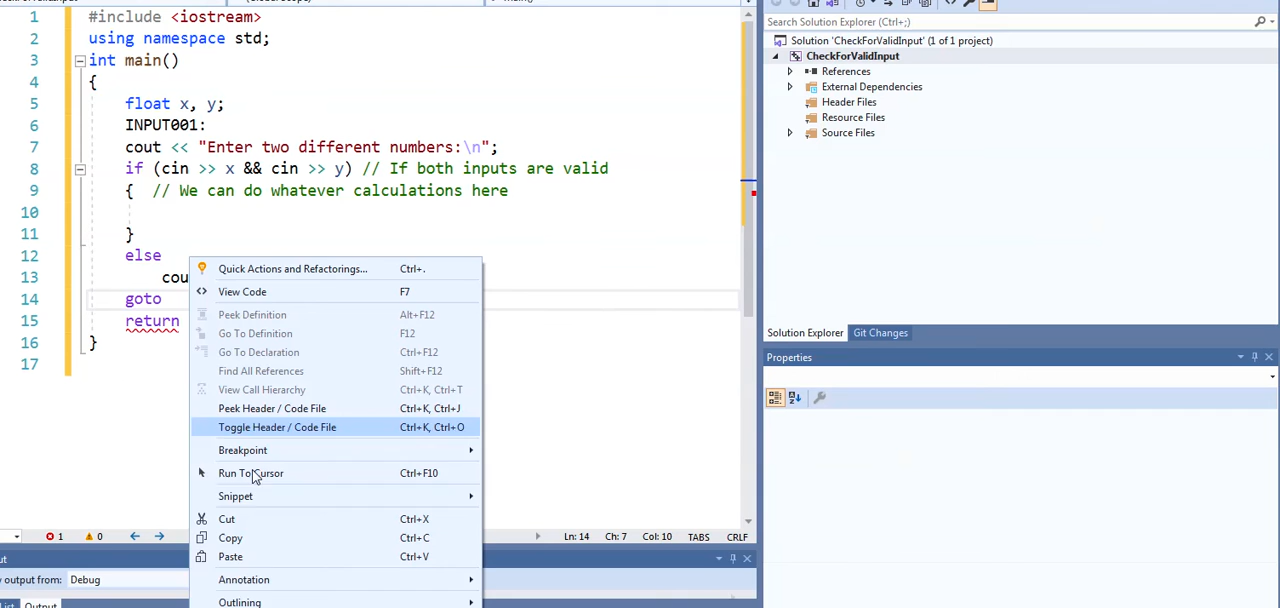 1 #include <iostream>
2 using namespace std;
3 int main()
4 {
5 float x, y;
6 INPUT001:
7 cout << "Enter two different numbers:\n";
8 if (cin >> x && cin >> y) // If both inputs are valid
9 { // We can do whatever calculations here
10
11 }
12 else
13 cou
14 goto
15 return
16 }
17
Quick Actions and Refactorings... Ctrl+.
View Code F7
Peek Definition Alt+F12
Go To Definition F12
Go To Declaration Ctrl+F12
Find All References Shift+F12
View Call Hierarchy Ctrl+K, Ctrl+T
Peek Header / Code File Ctrl+K, Ctrl+J
Toggle Header / Code File Ctrl+K, Ctrl+O
Breakpoint
Run To Cursor Ctrl+F10
Snippet
Cut Ctrl+X
Copy Ctrl+C
Paste Ctrl+V
Annotation
Outlining
1 0 Ln: 14 Ch: 7 Col: 10 TABS CRLF
output from: Debug
Output
Search Solution Explorer (Ctrl+;)
Solution 'CheckForValidInput' (1 of 1 project)
CheckForValidInput
References
External Dependencies
Header Files
Resource Files
Source Files
Solution Explorer Git Changes
Properties